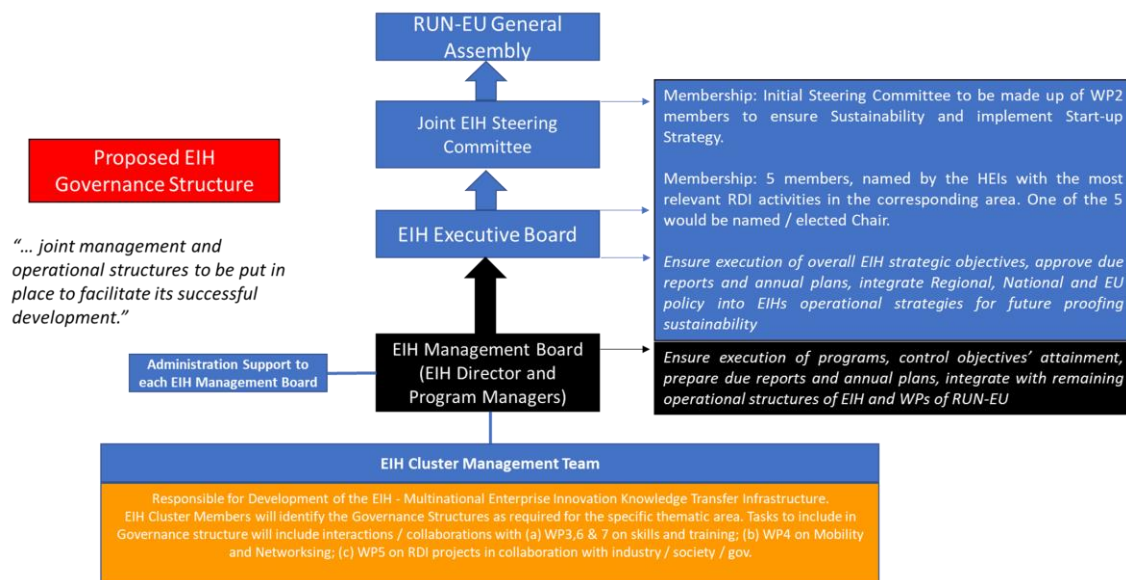 RUN-EU General
Assembly
Joint EIH Steering
Committee
EIH Executive Board
Proposed EIH
Governance Structure
“... joint management and
operational structures to be put in
place to facilitate its successful
development.”
Membership: Initial Steering Committee to be made up of WP2
members to ensure Sustainability and implement Start-up
Strategy.
Membership: 5 members, named by the HEIs with the most
relevant RDI activities in the corresponding area. One of the 5
would be named / elected Chair.
Ensure execution of overall EIH strategic objectives, approve due
reports and annual plans, integrate Regional, National and EU
policy into EIHs operational strategies for future proofing
sustainability
Administration Support to
each EIH Management Board
EIH Management Board
(EIH Director and
Program Managers)
Ensure execution of programs, control objectives’ attainment,
prepare due reports and annual plans, integrate with remaining
operational structures of EIH and WPs of RUN-EU
EIH Cluster Management Team
Responsible for Development of the EIH - Multinational Enterprise Innovation Knowledge Transfer Infrastructure.
EIH Cluster Members will identify the Governance Structures as required for the specific thematic area. Tasks to include in
Governance structure will include interactions / collaborations with (a) WP3,6 & 7 on skills and training; (b) WP4 on Mobility
and Networksing; (c) WP5 on RDI projects in collaboration with industry / society / gov.